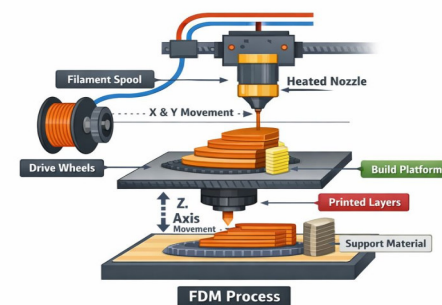 Filament Spool
Heated Nozzle
X & Y Movement
Drive Wheels
Build Platform
Z.
Axis
Movement
Printed Layers
Support Material
FDM Process